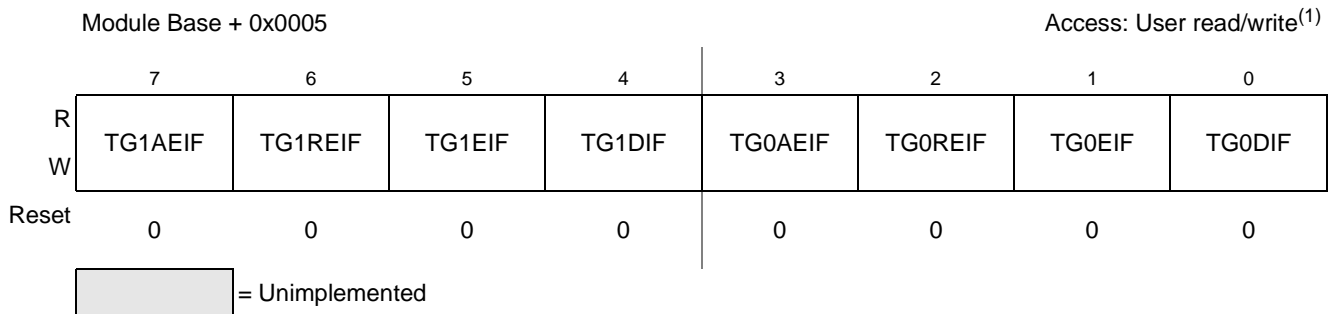 Module Base + 0x0005 Access: User read/write(1)
7 6 5 4 3 2 1 0
R
W
TG1AEIF TG1REIF TG1EIF TG1DIF TG0AEIF TG0REIF TG0EIF TG0DIF
Reset 0 0 0 0 0 0 0 0
= Unimplemented